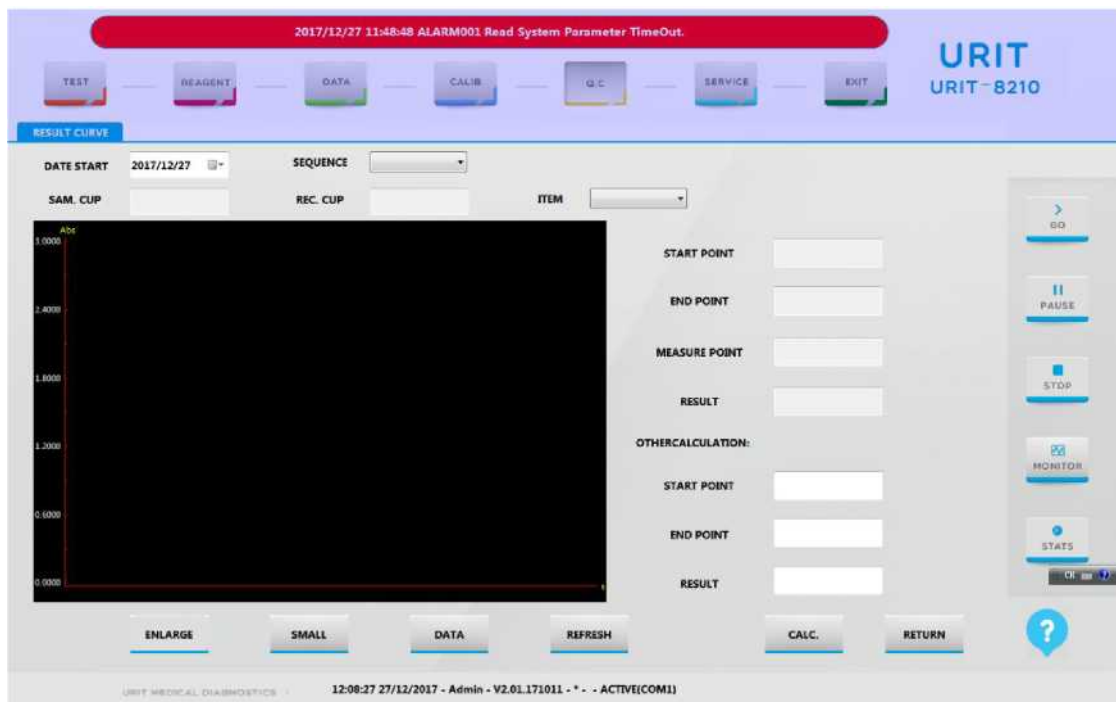 2017/12/27 11:48:48 ALARM001 Read System Parameter TimeOut.
URIT
URIT-8210
TEST
REAGENT
DATA
CALIB.
Q.C
SERVICE
EXIT
RESULT CURVE
DATE START 2017/12/27 SEQUENCE
SAM. CUP REC. CUP ITEM
Abs
3.0000
2.4000
1.8000
1.2000
0.6000
0.0000
t
START POINT
END POINT
MEASURE POINT
RESULT
OTHERCALCULATION:
START POINT
END POINT
RESULT
GO
PAUSE
STOP
MONITOR
STATS
CH
?
ENLARGE SMALL DATA REFRESH CALC. RETURN
URIT MEDICAL DIAGNOSTICS
12:08:27 27/12/2017 - Admin - V2.01.171011 - * - - ACTIVE(COM1)